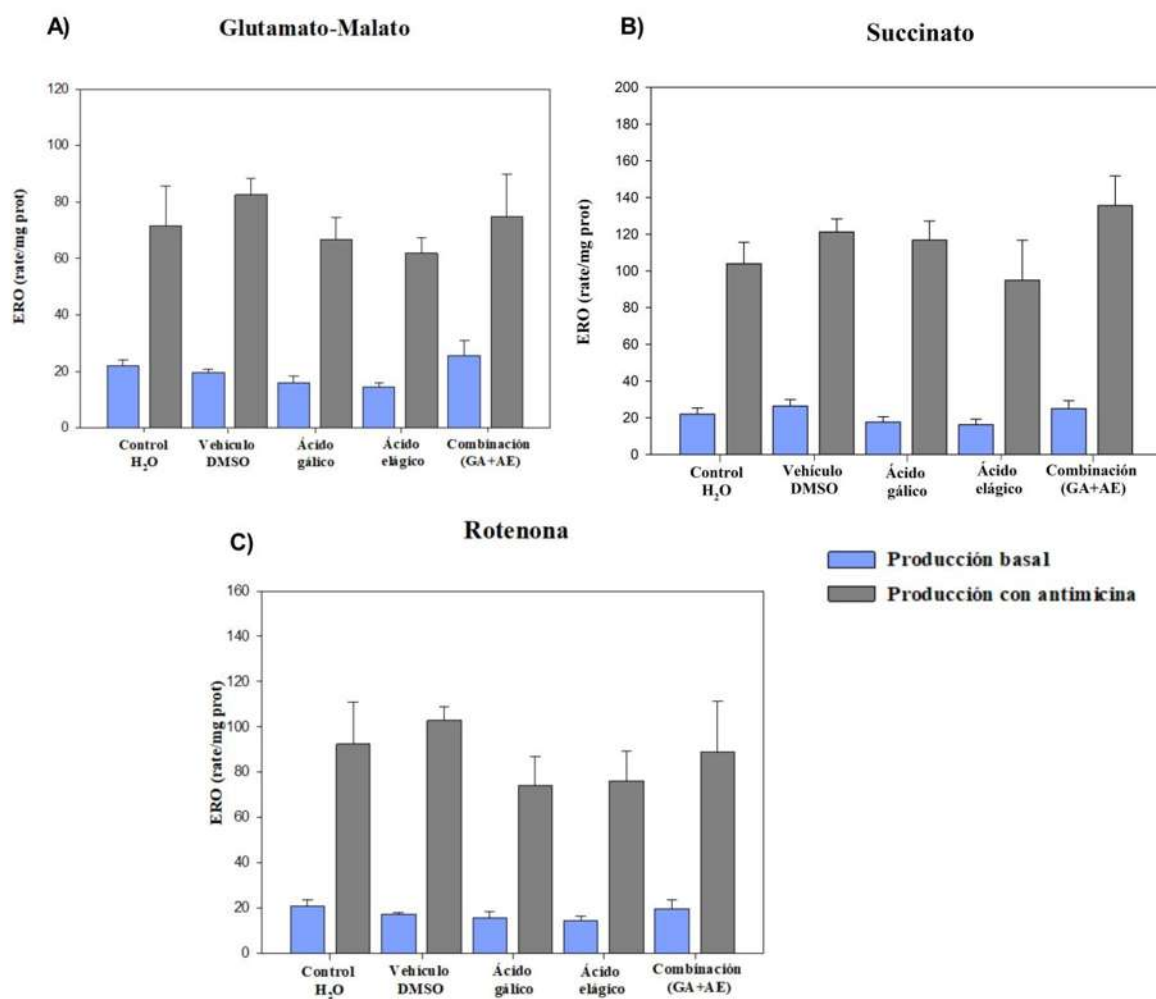 A)
Glutamato-Malato
120
100
80
60
40
20
0
ERO (rate/mg prot)
Control
H₂O
Vehículo
DMSO
Ácido
gálico
Ácido
elágico
Combinación
(GA+AE)
B)
Succinato
200
180
160
140
120
100
80
60
40
20
0
ERO (rate/mg prot)
Control
H₂O
Vehículo
DMSO
Ácido
gálico
Ácido
elágico
Combinación
(GA+AE)
C)
Rotenona
160
140
120
100
80
60
40
20
0
ERO (rate/mg prot)
Control
H₂O
Vehículo
DMSO
Ácido
gálico
Ácido
elágico
Combinación
(GA+AE)
Producción basal
Producción con antimicina